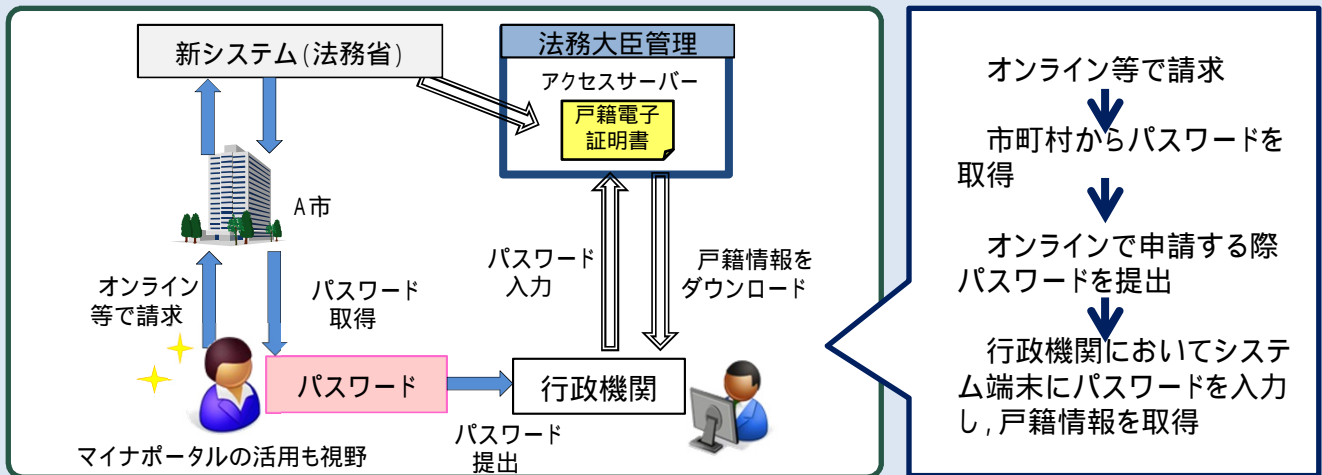 新システム(法務省)
法務大臣管理
アクセスサーバー
戸籍電子
証明書
A市
オンライン
等で請求
パスワード
取得
パスワード
入力
戸籍情報を
ダウンロード
パスワード
行政機関
パスワード
提出
マイナポータルの活用も視野
オンライン等で請求
市町村からパスワードを
取得
オンラインで申請する際
パスワードを提出
行政機関においてシステ
ム端末にパスワードを入力
し,戸籍情報を取得